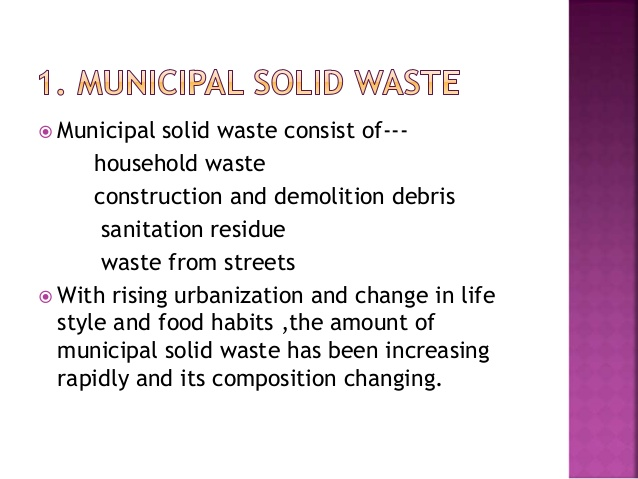 1. MUNICIPAL SOLID WASTE
Municipal solid waste consist of---
household waste
construction and demolition debris
sanitation residue
waste from streets
With rising urbanization and change in life
style and food habits ,the amount of
municipal solid waste has been increasing
rapidly and its composition changing.